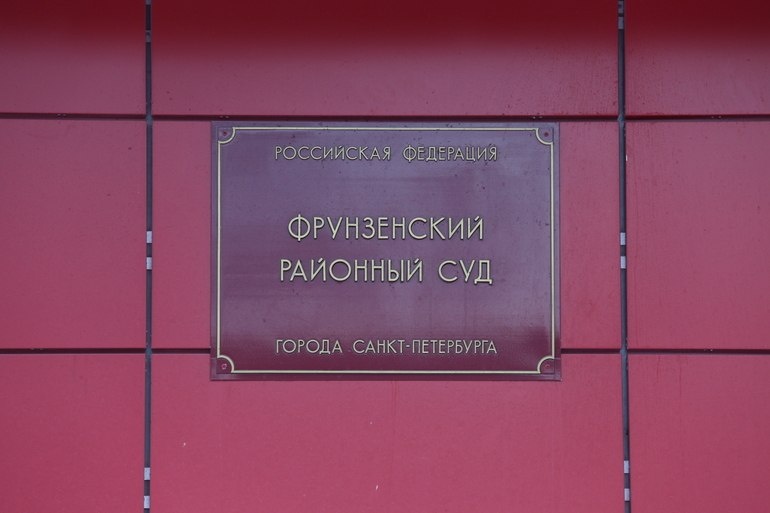 РОССИЙСКАЯ ФЕДЕРАЦИЯ
ФРУНЗЕНСКИЙ
РАЙОННЫЙ СУД
ГОРОДА САНКТ-ПЕТЕРБУРГА